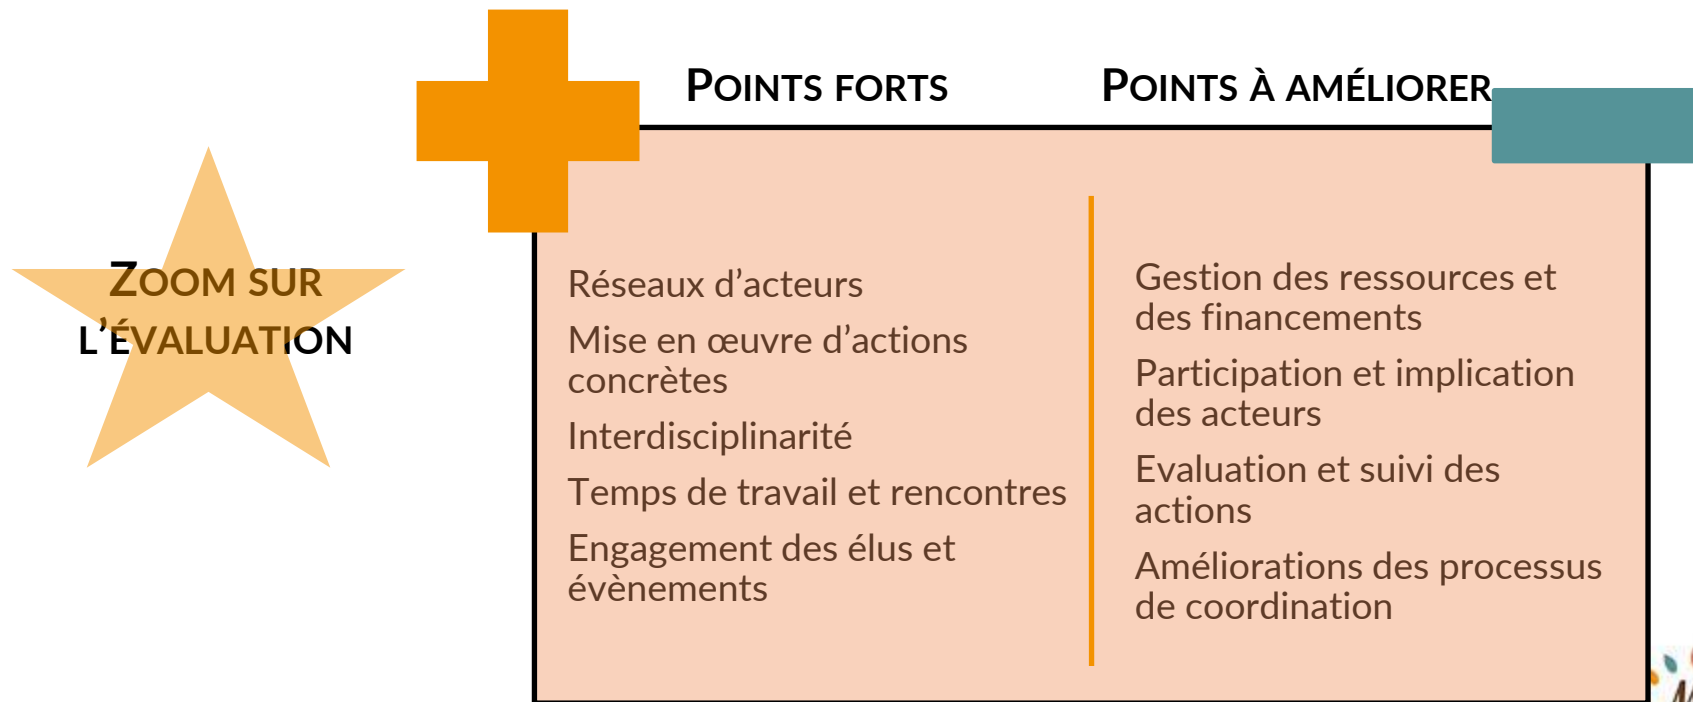 POINTS FORTS
POINTS À AMÉLIORER
ZOOM SUR
L’ÉVALUATION
Réseaux d’acteurs
Mise en œuvre d’actions
concrètes
Interdisciplinarité
Temps de travail et rencontres
Engagement des élus et
évènements
Gestion des ressources et
des financements
Participation et implication
des acteurs
Evaluation et suivi des
actions
Améliorations des processus
de coordination